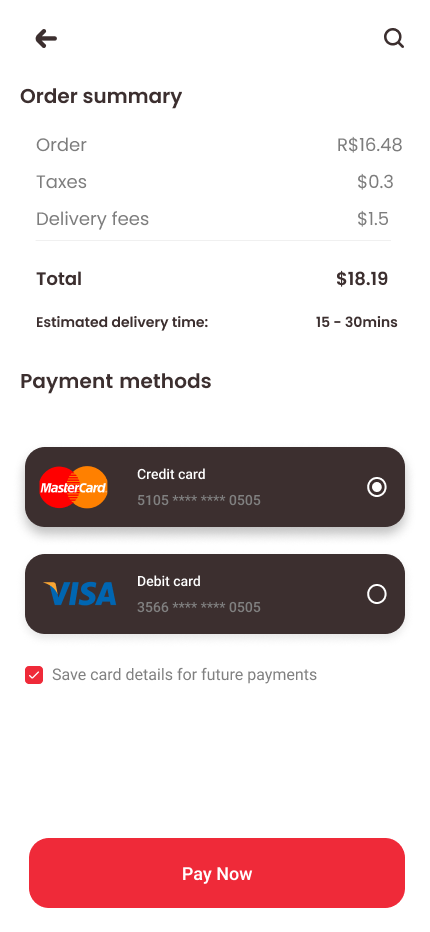 Order summary
Order R$16.48
Taxes $0.3
Delivery fees $1.5
Total $18.19
Estimated delivery time: 15 - 30mins
Payment methods
MasterCard
Credit card
5105 **** **** 0505
VISA
Debit card
3566 **** **** 0505
Save card details for future payments
Pay Now